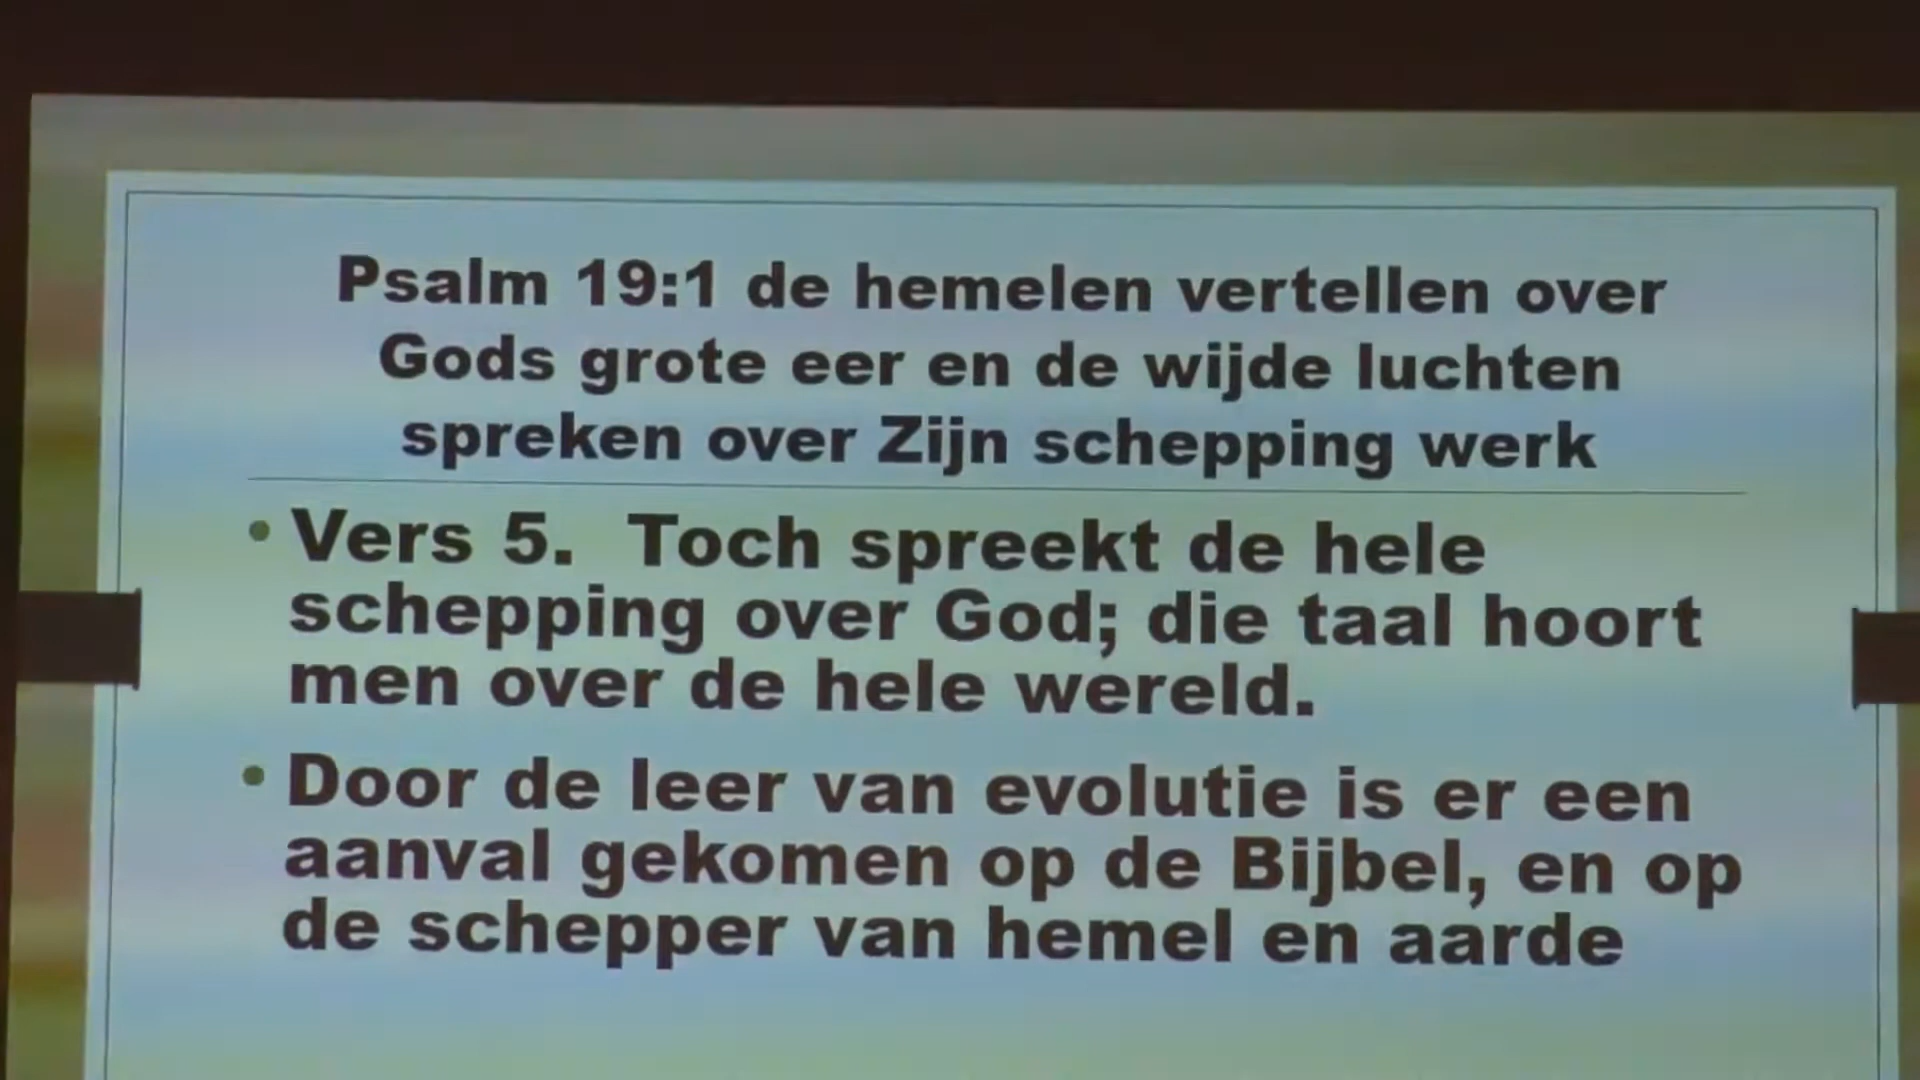 Psalm 19:1 de hemelen vertellen over
Gods grote eer en de wijde luchten
spreken over Zijn schepping werk
• Vers 5. Toch spreekt de hele
schepping over God; die taal hoort
men over de hele wereld.
• Door de leer van evolutie is er een
aanval gekomen op de Bijbel, en op
de schepper van hemel en aarde